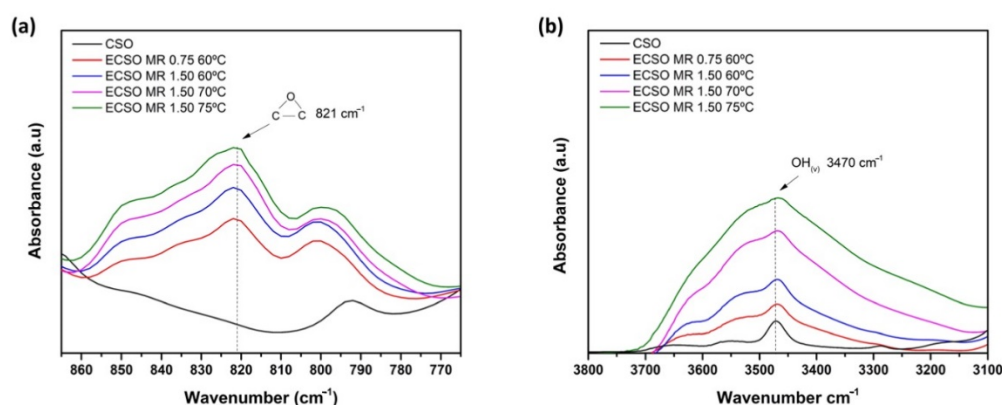 (a)
CSO
ECSO MR 0.75 60ºC
ECSO MR 1.50 60ºC
ECSO MR 1.50 70ºC
ECSO MR 1.50 75ºC
O
C C 821 cm⁻¹
Absorbance (a.u)
860 850 840 830 820 810 800 790 780 770
Wavenumber (cm⁻¹)
(b)
CSO
ECSO MR 0.75 60ºC
ECSO MR 1.50 60ºC
ECSO MR 1.50 70ºC
ECSO MR 1.50 75ºC
OH(v) 3470 cm⁻¹
Absorbance (a.u)
3800 3700 3600 3500 3400 3300 3200 3100
Wavenumber cm⁻¹